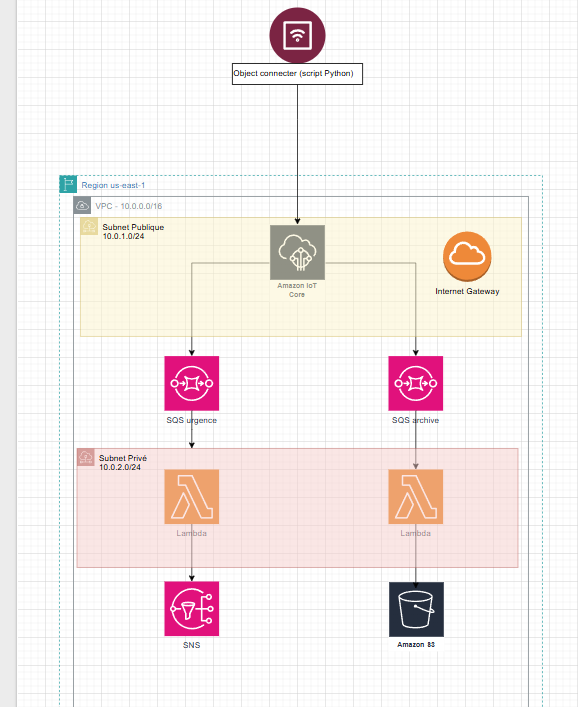 Object connecter (script Python)
Region us-east-1
VPC - 10.0.0.0/16
Subnet Publique
10.0.1.0/24
Amazon IoT
Core
Internet Gateway
SQS urgence
SQS archive
Subnet Privé
10.0.2.0/24
Lambda
Lambda
SNS
Amazon S3